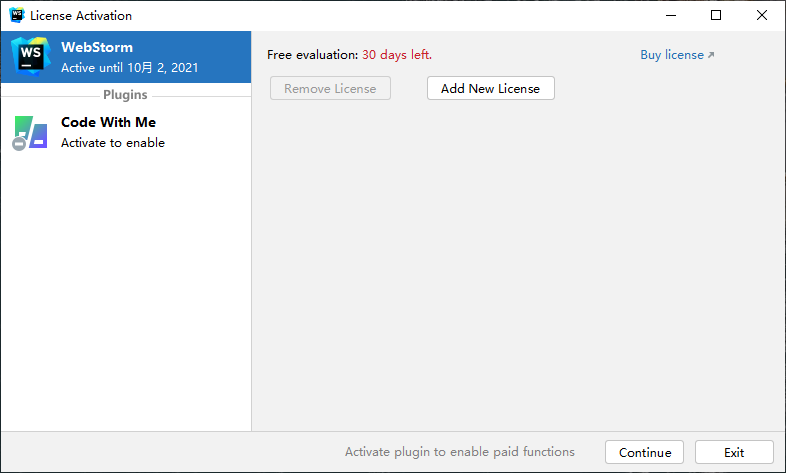 License Activation
WS
WebStorm
Active until 10月 2, 2021
Plugins
Code With Me
Activate to enable
Free evaluation: 30 days left.
Buy license
Remove License
Add New License
Activate plugin to enable paid functions
Continue
Exit